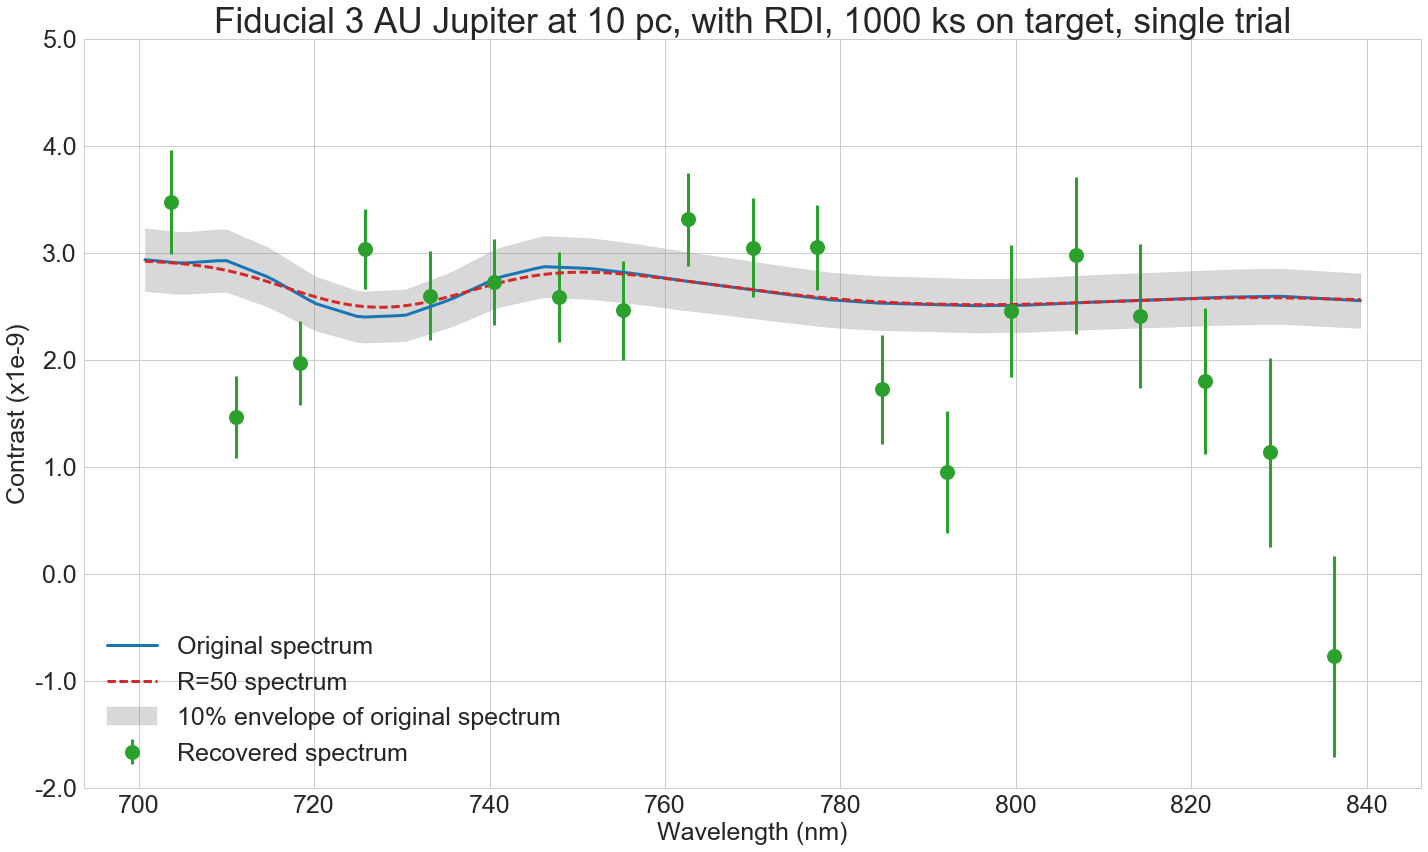 Fiducial 3 AU Jupiter at 10 pc, with RDI, 1000 ks on target, single trial
5.0
4.0
3.0
2.0
1.0
0.0
-1.0
-2.0
Contrast (x1e-9)
Original spectrum
R=50 spectrum
10% envelope of original spectrum
Recovered spectrum
700 720 740 760 780 800 820 840
Wavelength (nm)